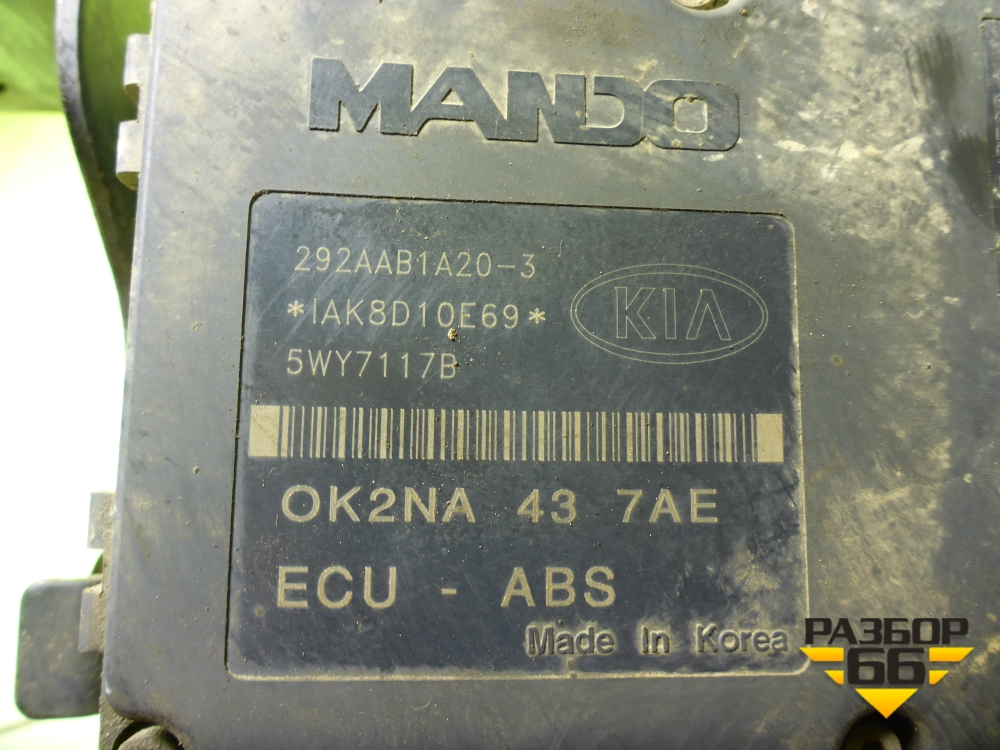 MANDO
292AAB1A20-3
*IAK8D10E69*
KIA
5WY7117B
OK2NA 43 7AE
ECU - ABS
Made In Korea
РАЗБОР
66